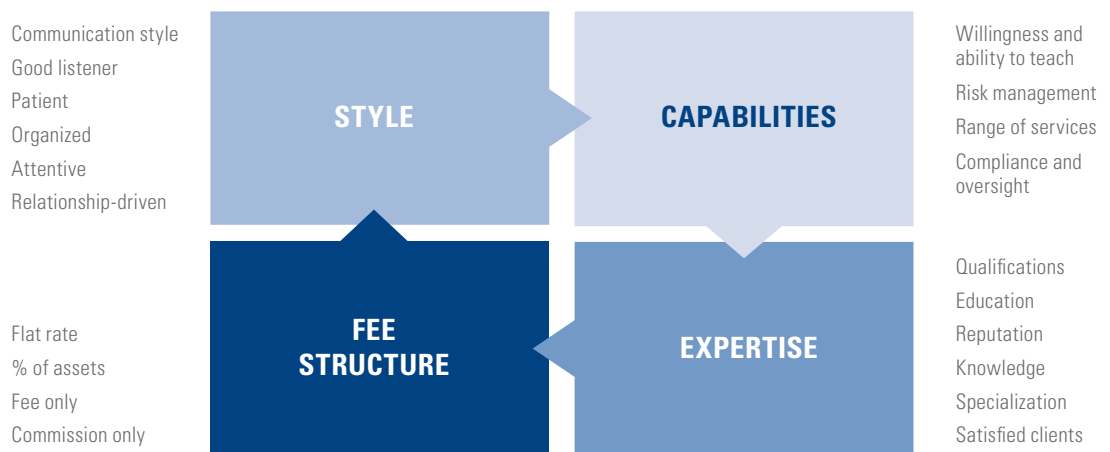 Communication style
Good listener
Patient
Organized
Attentive
Relationship-driven
STYLE
CAPABILITIES
Willingness and
ability to teach
Risk management
Range of services
Compliance and
oversight
Flat rate
% of assets
Fee only
Commission only
FEE
STRUCTURE
EXPERTISE
Qualifications
Education
Reputation
Knowledge
Specialization
Satisfied clients